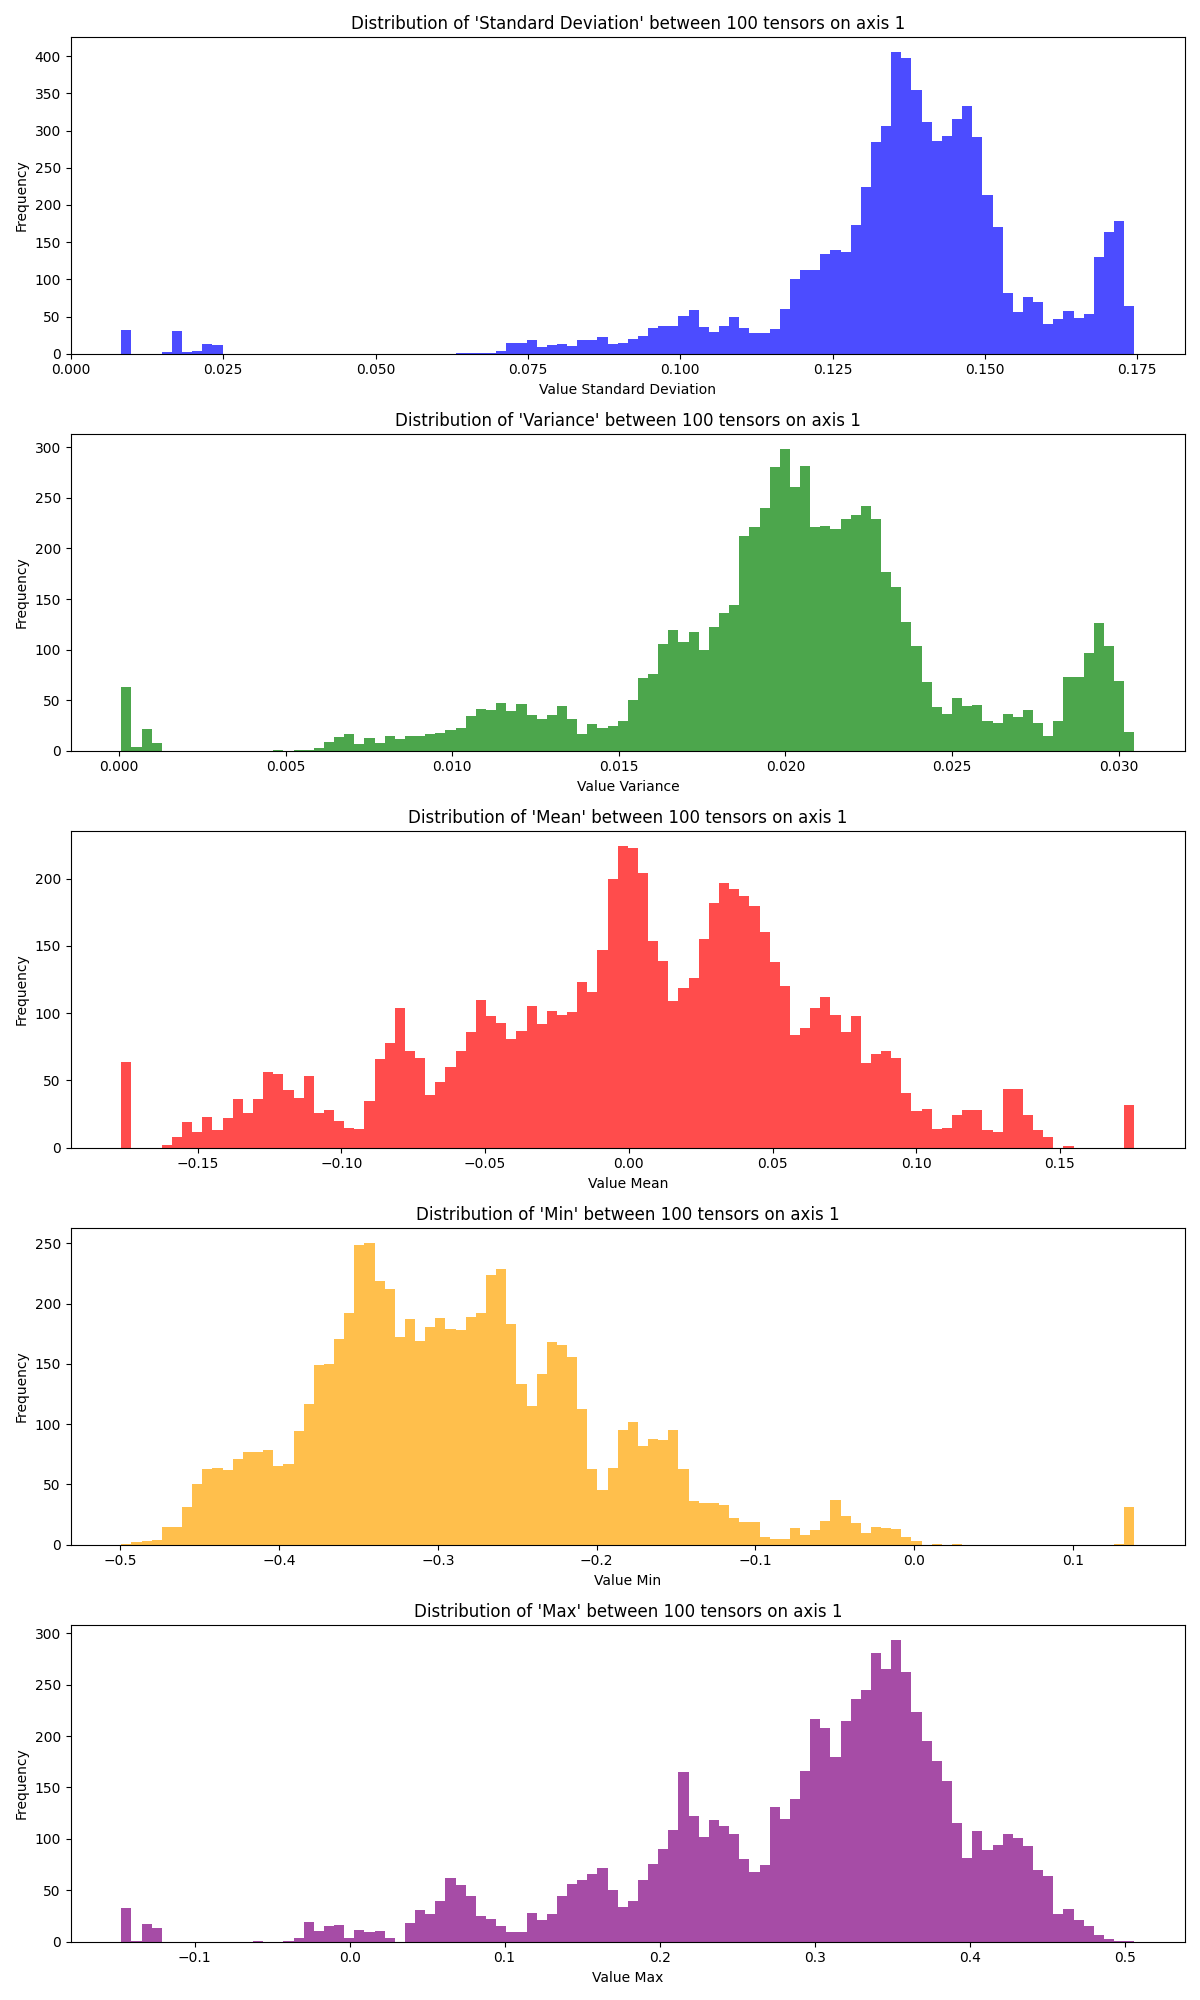 Distribution of 'Standard Deviation' between 100 tensors on axis 1
400
350
300
250
200
150
100
50
0
Frequency
0.000 0.025 0.050 0.075 0.100 0.125 0.150 0.175
Value Standard Deviation
Distribution of 'Variance' between 100 tensors on axis 1
300
250
200
150
100
50
0
Frequency
0.000 0.005 0.010 0.015 0.020 0.025 0.030
Value Variance
Distribution of 'Mean' between 100 tensors on axis 1
200
150
100
50
0
Frequency
−0.15 −0.10 −0.05 0.00 0.05 0.10 0.15
Value Mean
Distribution of 'Min' between 100 tensors on axis 1
250
200
150
100
50
0
Frequency
−0.5 −0.4 −0.3 −0.2 −0.1 0.0 0.1
Value Min
Distribution of 'Max' between 100 tensors on axis 1
300
250
200
150
100
50
0
Frequency
−0.1 0.0 0.1 0.2 0.3 0.4 0.5
Value Max